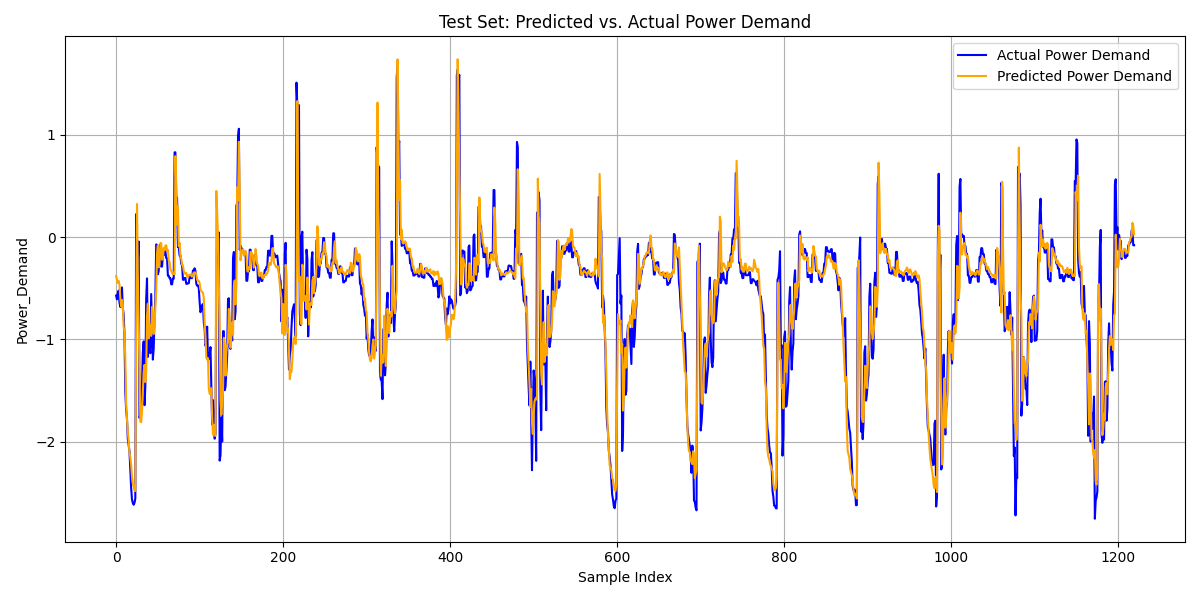 Test Set: Predicted vs. Actual Power Demand
Actual Power Demand
Predicted Power Demand
Power_Demand
1
0
−1
−2
0
200
400
600
800
1000
1200
Sample Index